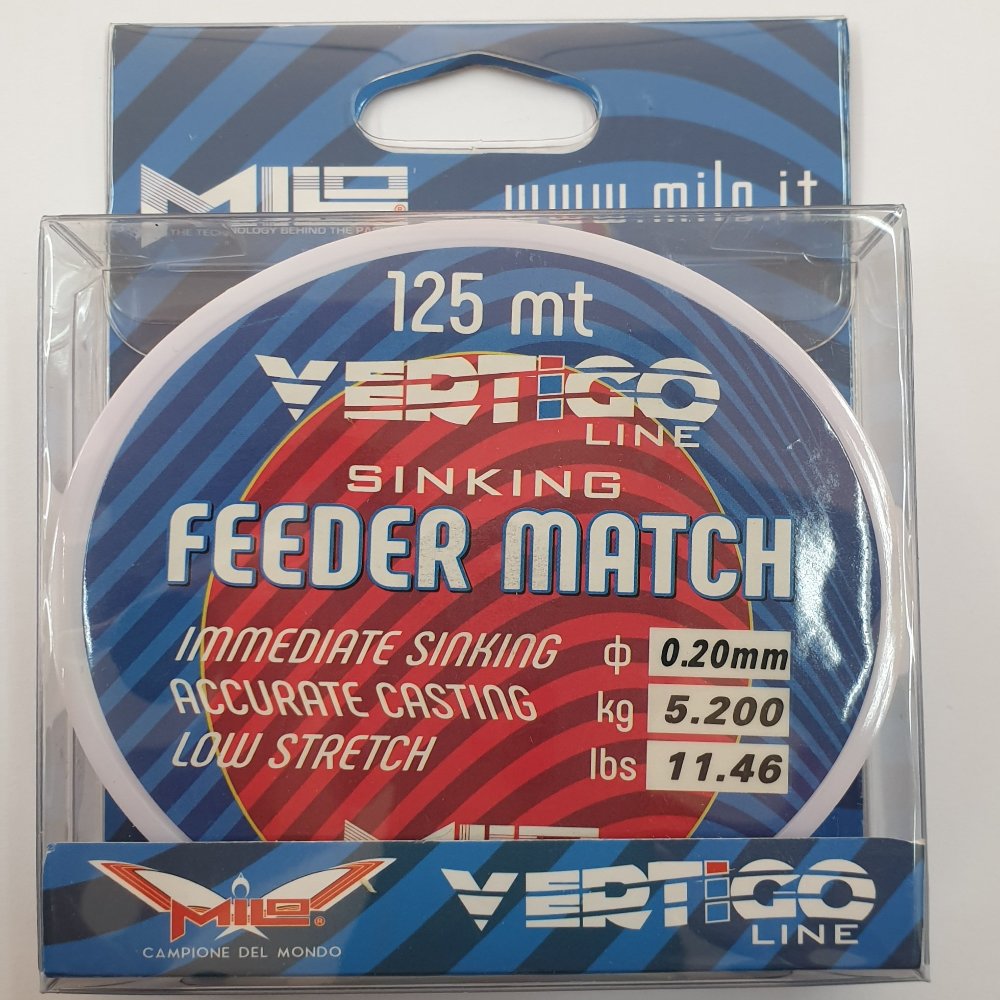 MILO®
www.milo.it
THE TECHNOLOGY BEHIND THE
125 mt
VERTIGO
LINE
SINKING
FEEDER MATCH
IMMEDIATE SINKING ϕ 0.20mm
ACCURATE CASTING kg 5.200
LOW STRETCH lbs 11.46
MILO
MILO®
CAMPIONE DEL MONDO
VERTIGO
LINE